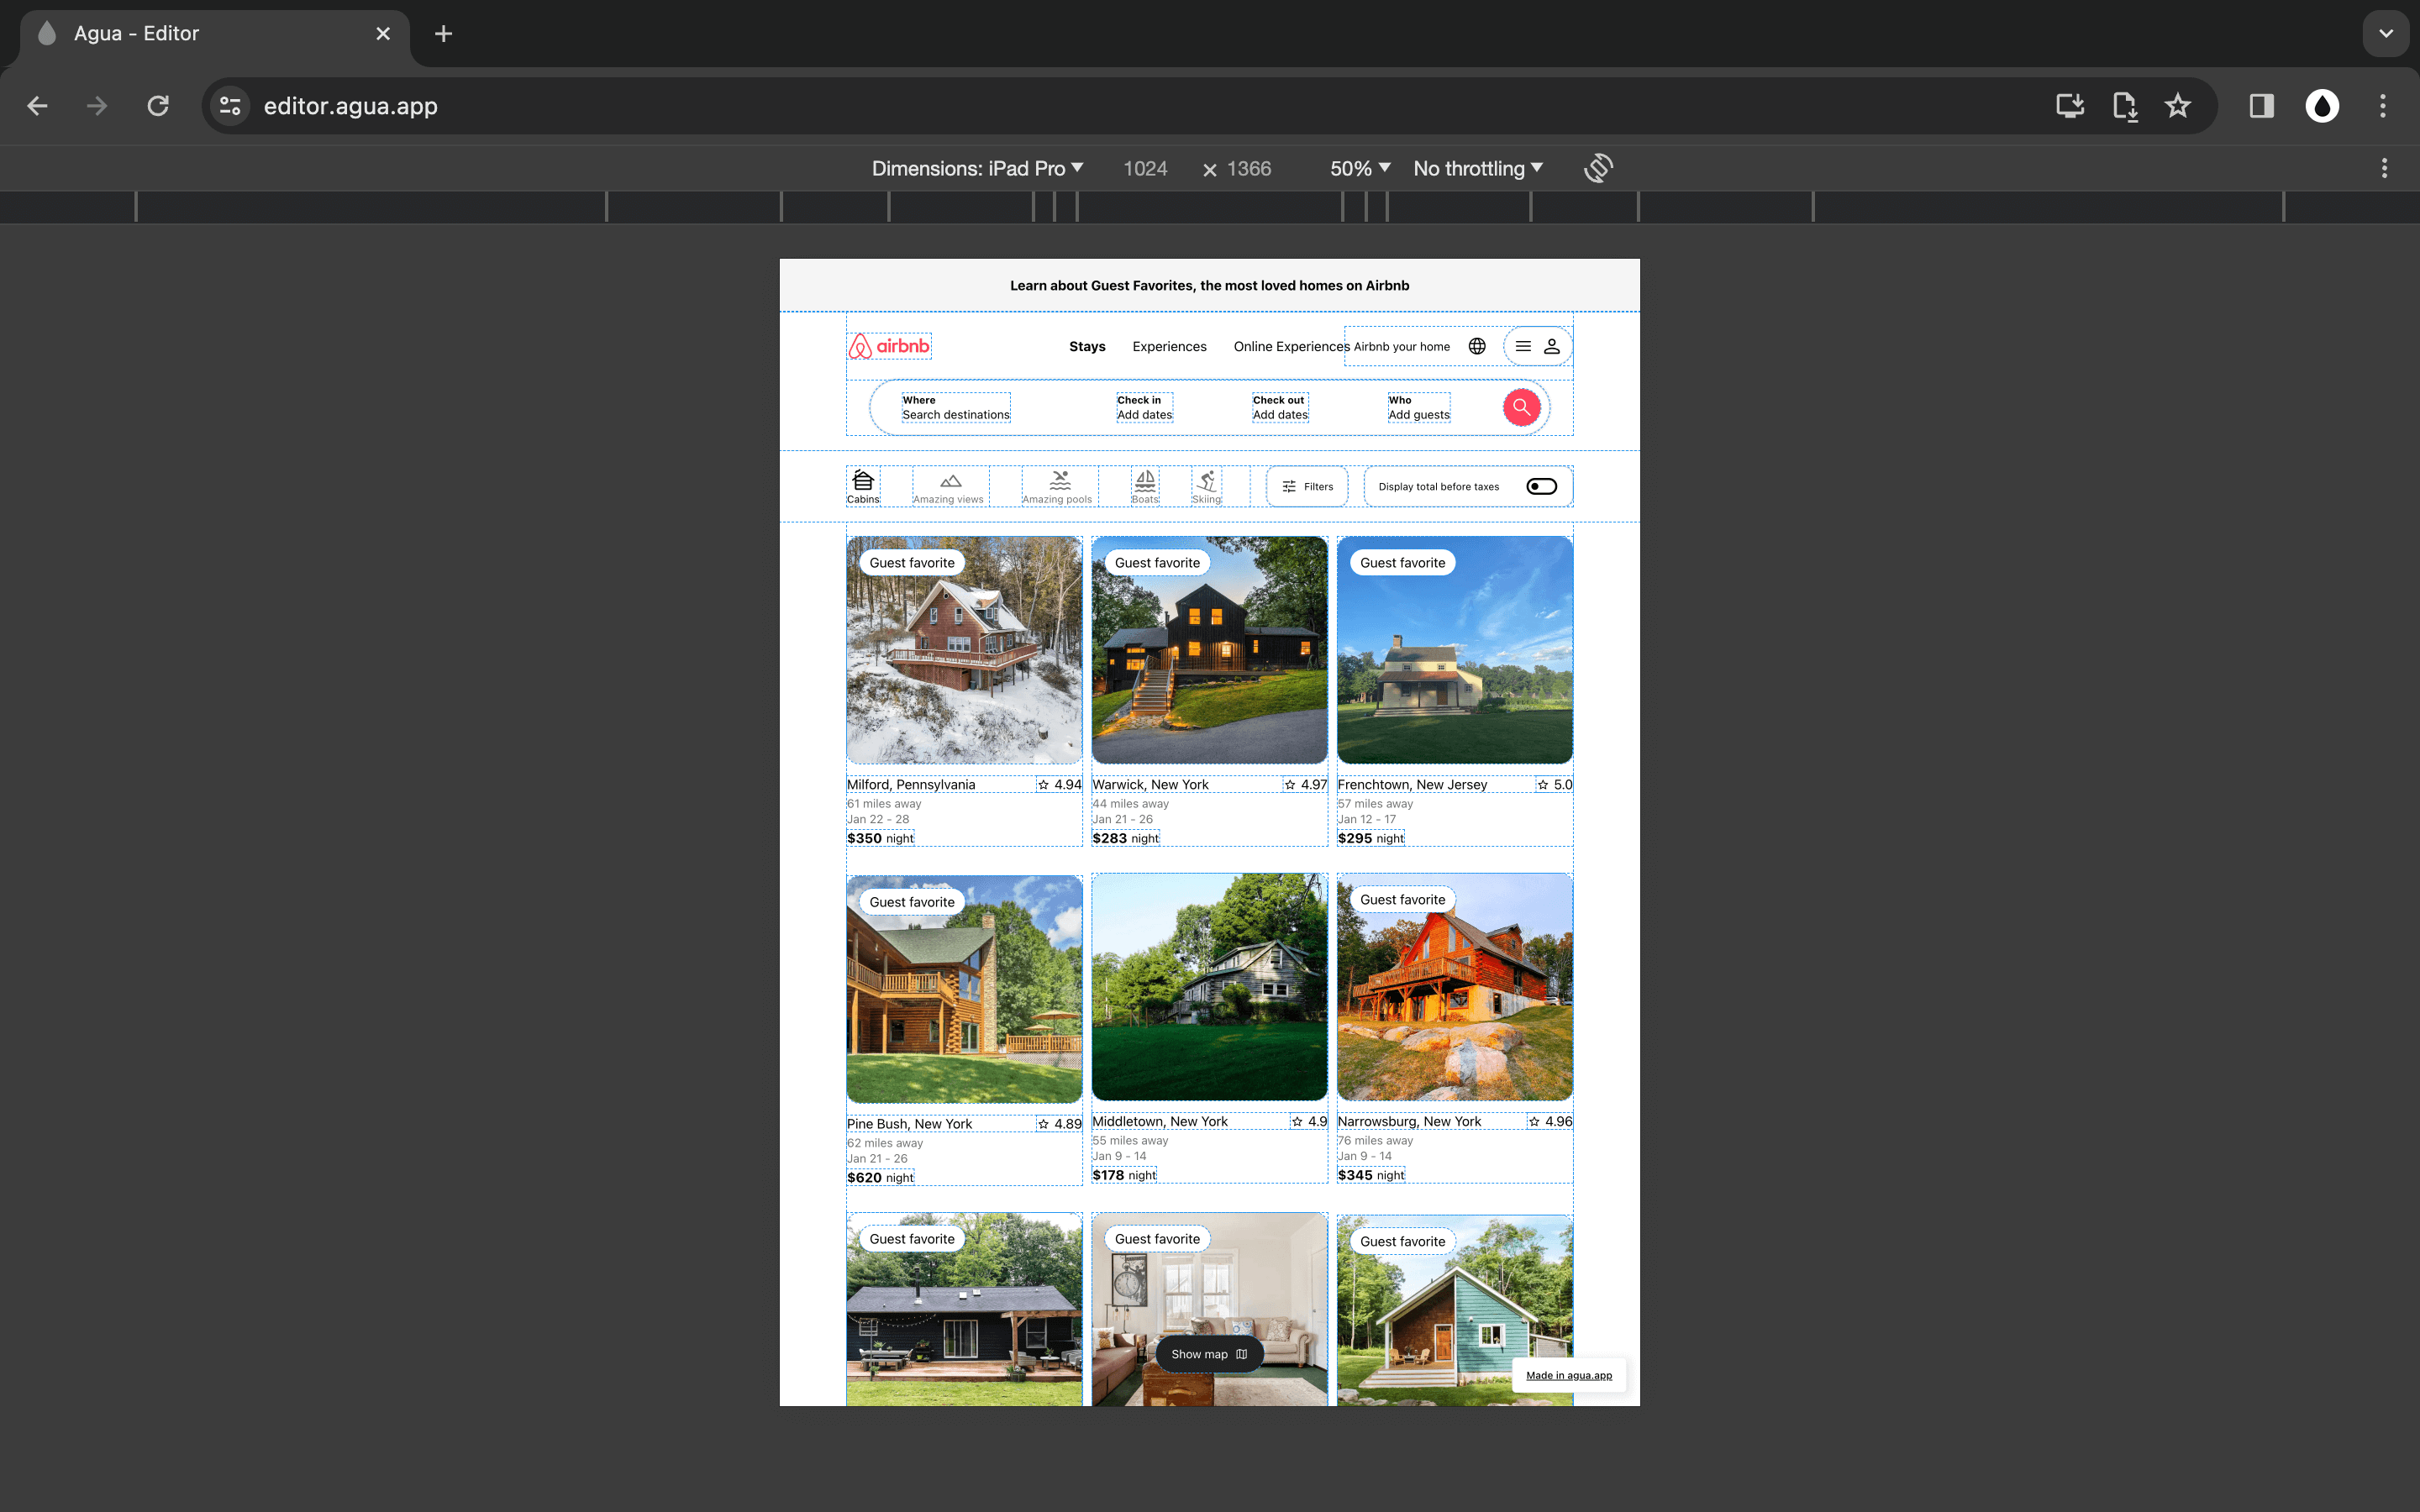 Agua - Editor
editor.agua.app
Dimensions: iPad Pro 1024 × 1366 50% No throttling
Learn about Guest Favorites, the most loved homes on Airbnb
airbnb Stays Experiences Online Experiences Airbnb your home
Where Check in Check out Who
Search destinations Add dates Add dates Add guests
Cabins Amazing views Amazing pools Boats Skiing Filters Display total before taxes
Guest favorite Guest favorite Guest favorite
Milford, Pennsylvania 4.94 Warwick, New York 4.97 Frenchtown, New Jersey 5.0
61 miles away 44 miles away 57 miles away
Jan 22 - 28 Jan 21 - 26 Jan 12 - 17
$350 night $283 night $295 night
Guest favorite Guest favorite
Pine Bush, New York 4.89 Middletown, New York 4.9 Narrowsburg, New York 4.96
62 miles away 55 miles away 76 miles away
Jan 21 - 26 Jan 9 - 14 Jan 9 - 14
$620 night $178 night $345 night
Guest favorite Guest favorite Guest favorite
Show map
Made in agua.app